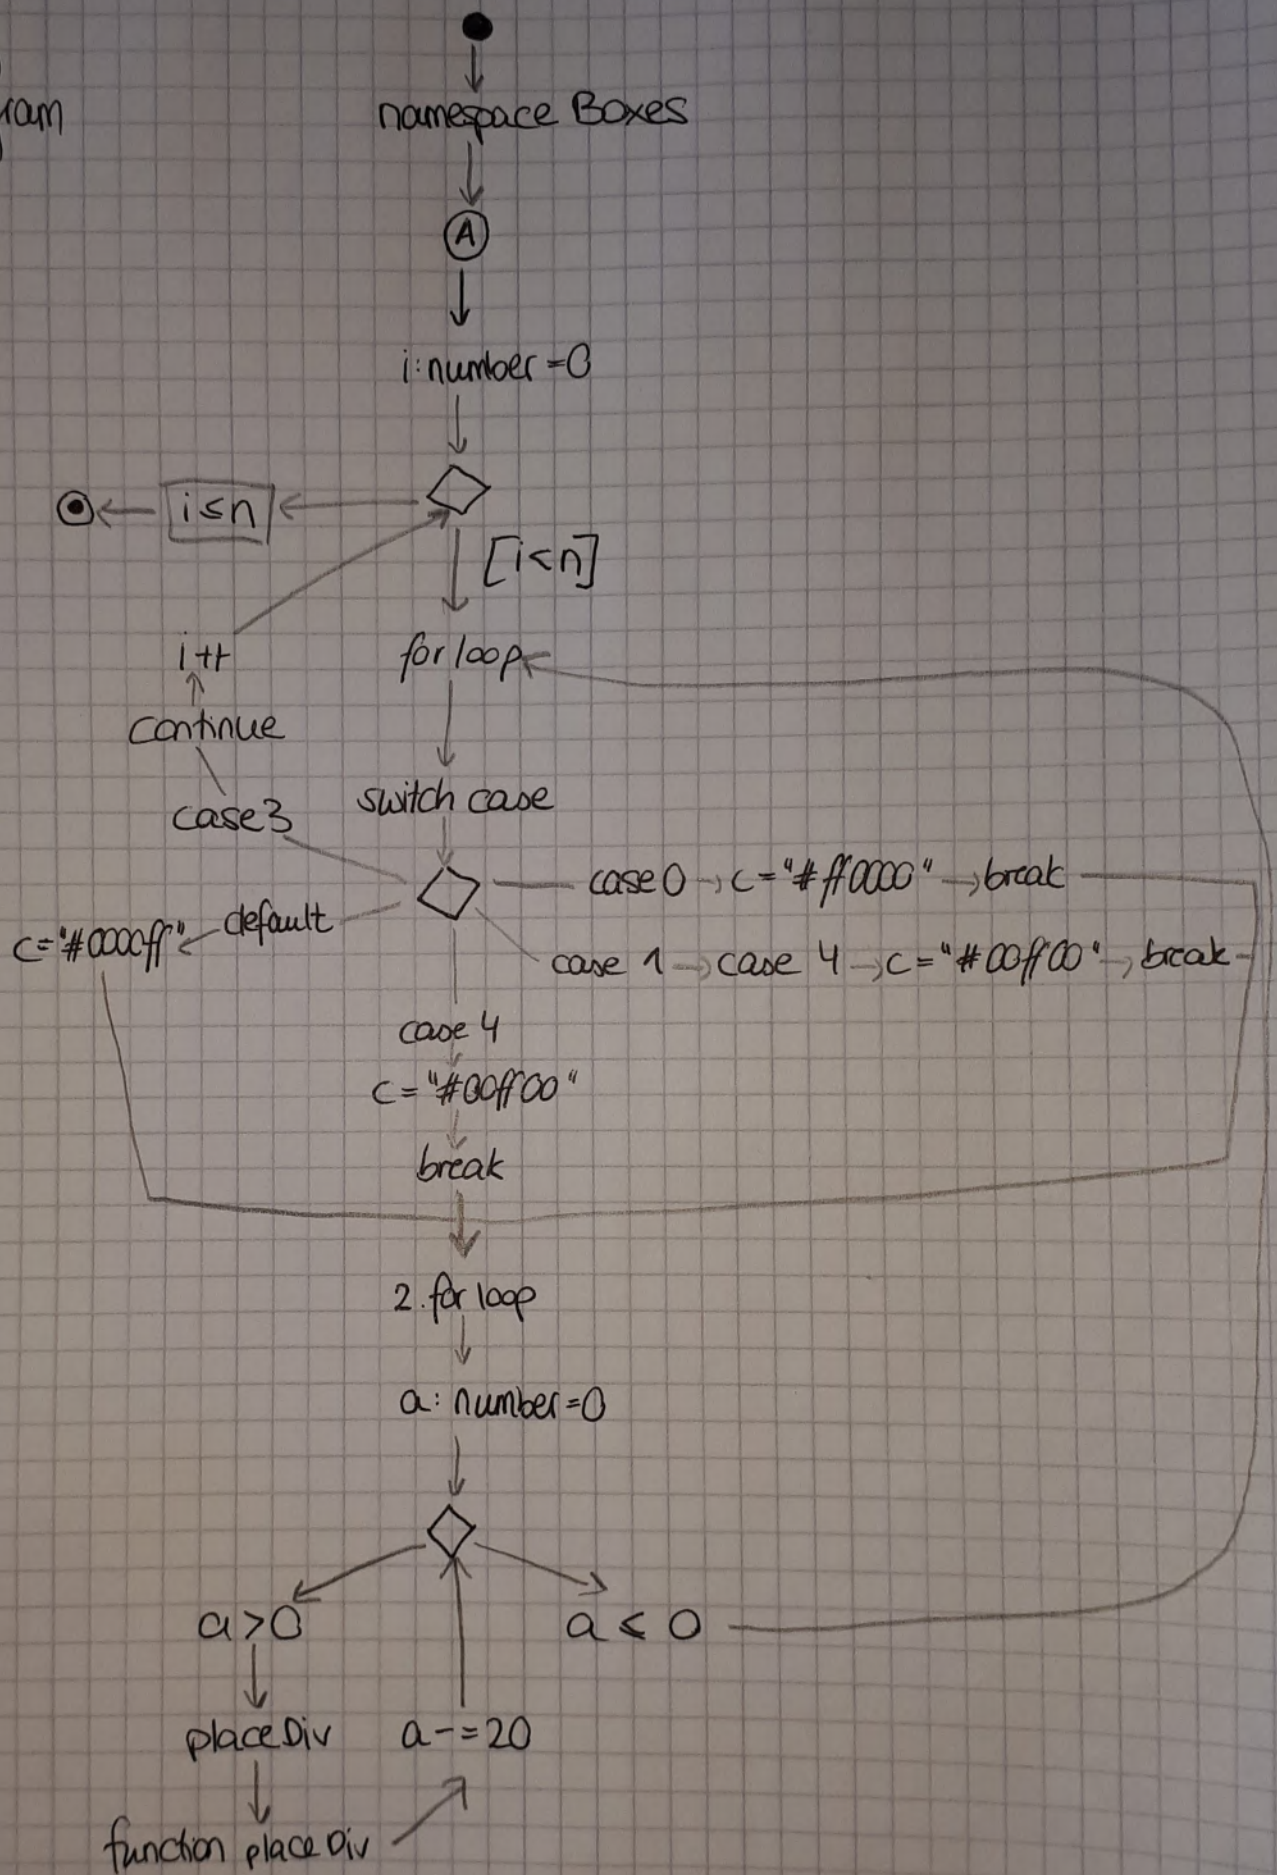 ram
namespace Boxes
A
i:number=0
i≤n
[i<n]
i++
for loop
continue
case3
switch case
case 0 → c="#ff0000" → break
default
c="#0000ff"
case 1 → case 4 → c="#00ff00" → break
case 4
c="#00ff00"
break
2. for loop
a: number=0
a>0
a ≤ 0
placeDiv
a-=20
function placeDiv